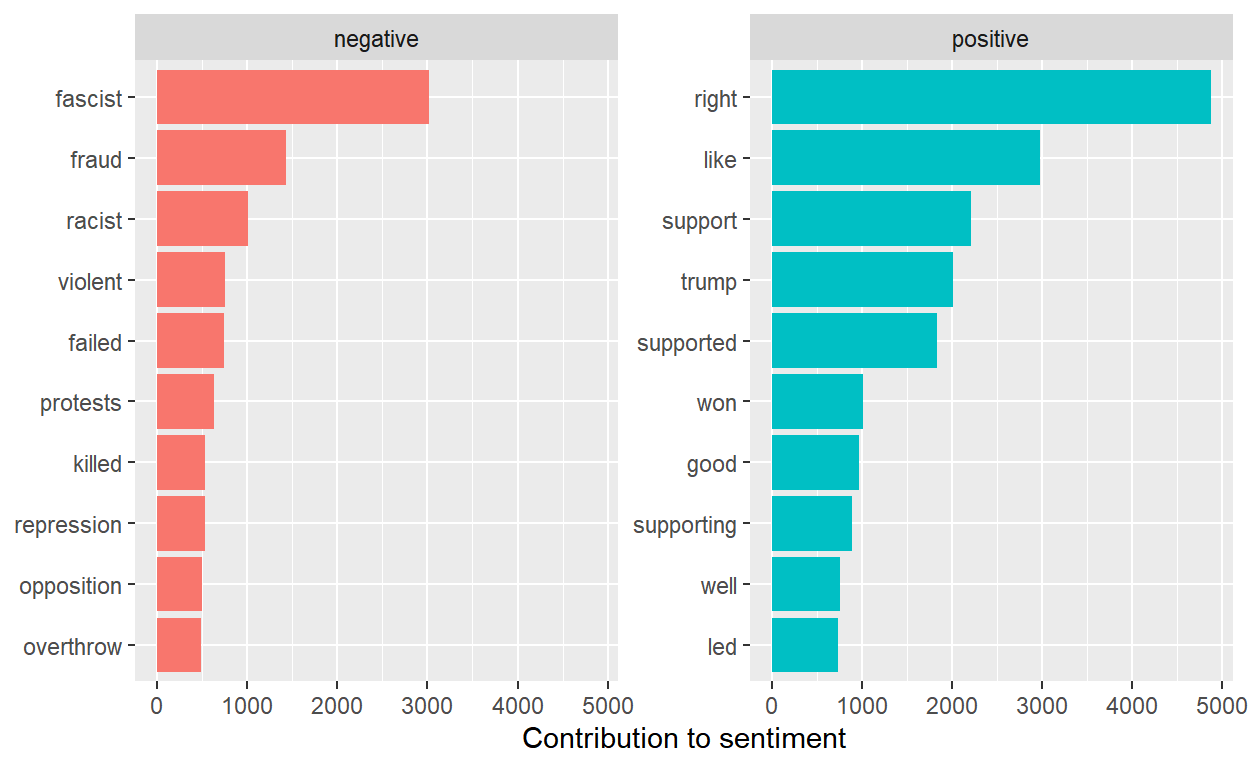 negative
fascist
fraud
racist
violent
failed
protests
killed
repression
opposition
overthrow
0 1000 2000 3000 4000 5000
positive
right
like
support
trump
supported
won
good
supporting
well
led
0 1000 2000 3000 4000 5000
Contribution to sentiment